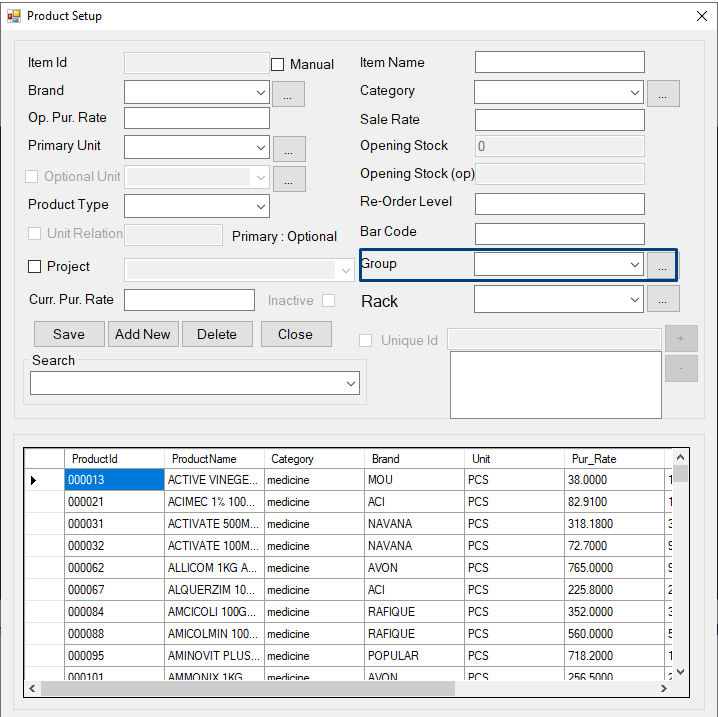 Product Setup
Item Id Manual Item Name
Brand ... Category ...
Op. Pur. Rate Sale Rate
Primary Unit ... Opening Stock 0
Optional Unit ... Opening Stock (op)
Product Type Re-Order Level
Unit Relation Primary : Optional Bar Code
Project Group ...
Curr. Pur. Rate Inactive Rack ...
Save Add New Delete Close Unique Id + -
Search
ProductId ProductName Category Brand Unit Pur_Rate
000013 ACTIVE VINEGE... medicine MOU PCS 38.0000 1
000021 ACIMEC 1% 100... medicine ACI PCS 82.9100 1
000031 ACTIVATE 500M... medicine NAVANA PCS 318.1800 3
000032 ACTIVATE 100M... medicine NAVANA PCS 72.7000 9
000062 ALLICOM 1KG A... medicine AVON PCS 765.0000 9
000067 ALQUERZIM 10... medicine ACI PCS 225.8000 2
000084 AMCICOLI 100G... medicine RAFIQUE PCS 352.0000 3
000088 AMICOLMIN 100... medicine RAFIQUE PCS 560.0000 5
000095 AMINOVIT PLUS... medicine POPULAR PCS 718.2000 1
000101 AMMONIX 1KG medicine AVON PCS 256.5000 2